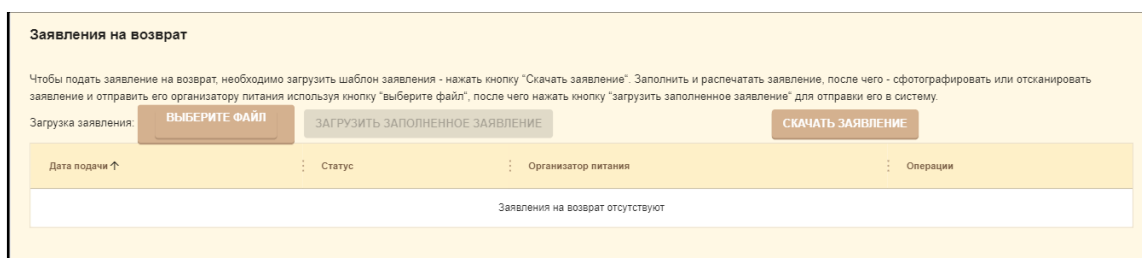 Заявления на возврат
Чтобы подать заявление на возврат, необходимо загрузить шаблон заявления - нажать кнопку “Скачать заявление“. Заполнить и распечатать заявление, после чего - сфотографировать или отсканировать
заявление и отправить его организатору питания используя кнопку “выберите файл“, после чего нажать кнопку “загрузить заполненное заявление“ для отправки его в систему.
Загрузка заявления: ВЫБЕРИТЕ ФАЙЛ ЗАГРУЗИТЬ ЗАПОЛНЕННОЕ ЗАЯВЛЕНИЕ СКАЧАТЬ ЗАЯВЛЕНИЕ
Дата подачи Статус Организатор питания Операции
Заявления на возврат отсутствуют